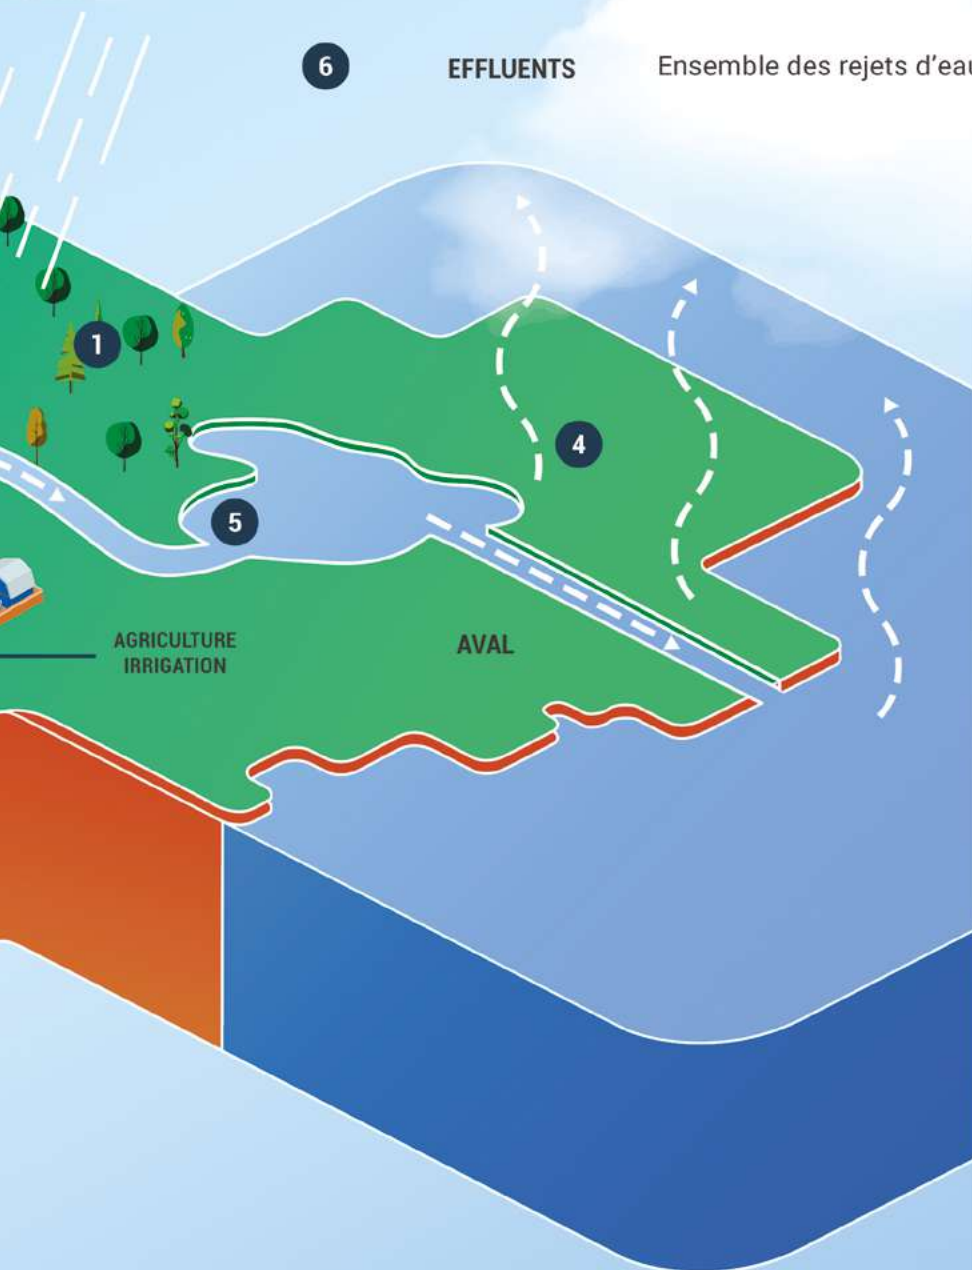 6 EFFLUENTS Ensemble des rejets d'eau
1
4
5
AGRICULTURE
IRRIGATION
AVAL